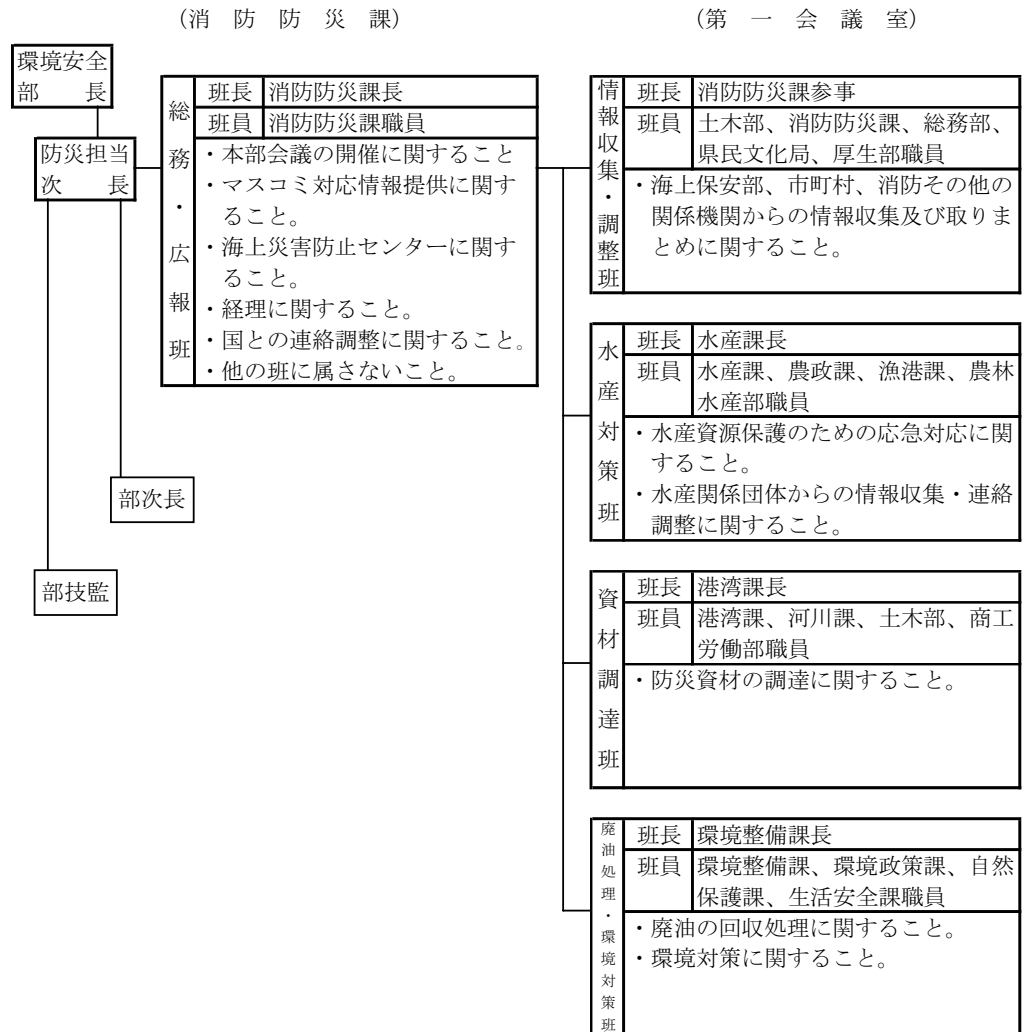 （消　防　防　災　課）
（第　一　会　議　室）
環境安全
部　　長
防災担当
次　　長
部次長
部技監
総務・広報班
班長　消防防災課長
班員　消防防災課職員
・本部会議の開催に関すること
・マスコミ対応情報提供に関す
ること。
・海上災害防止センターに関す
ること。
・経理に関すること。
・国との連絡調整に関すること。
・他の班に属さないこと。
情報収集・調整班
班長　消防防災課参事
班員　土木部、消防防災課、総務部、
県民文化局、厚生部職員
・海上保安部、市町村、消防その他の
関係機関からの情報収集及び取りま
とめに関すること。
水産対策班
班長　水産課長
班員　水産課、農政課、漁港課、農林
水産部職員
・水産資源保護のための応急対応に関
すること。
・水産関係団体からの情報収集・連絡
調整に関すること。
資材調達班
班長　港湾課長
班員　港湾課、河川課、土木部、商工
労働部職員
・防災資材の調達に関すること。
廃油処理・環境対策班
班長　環境整備課長
班員　環境整備課、環境政策課、自然
保護課、生活安全課職員
・廃油の回収処理に関すること。
・環境対策に関すること。